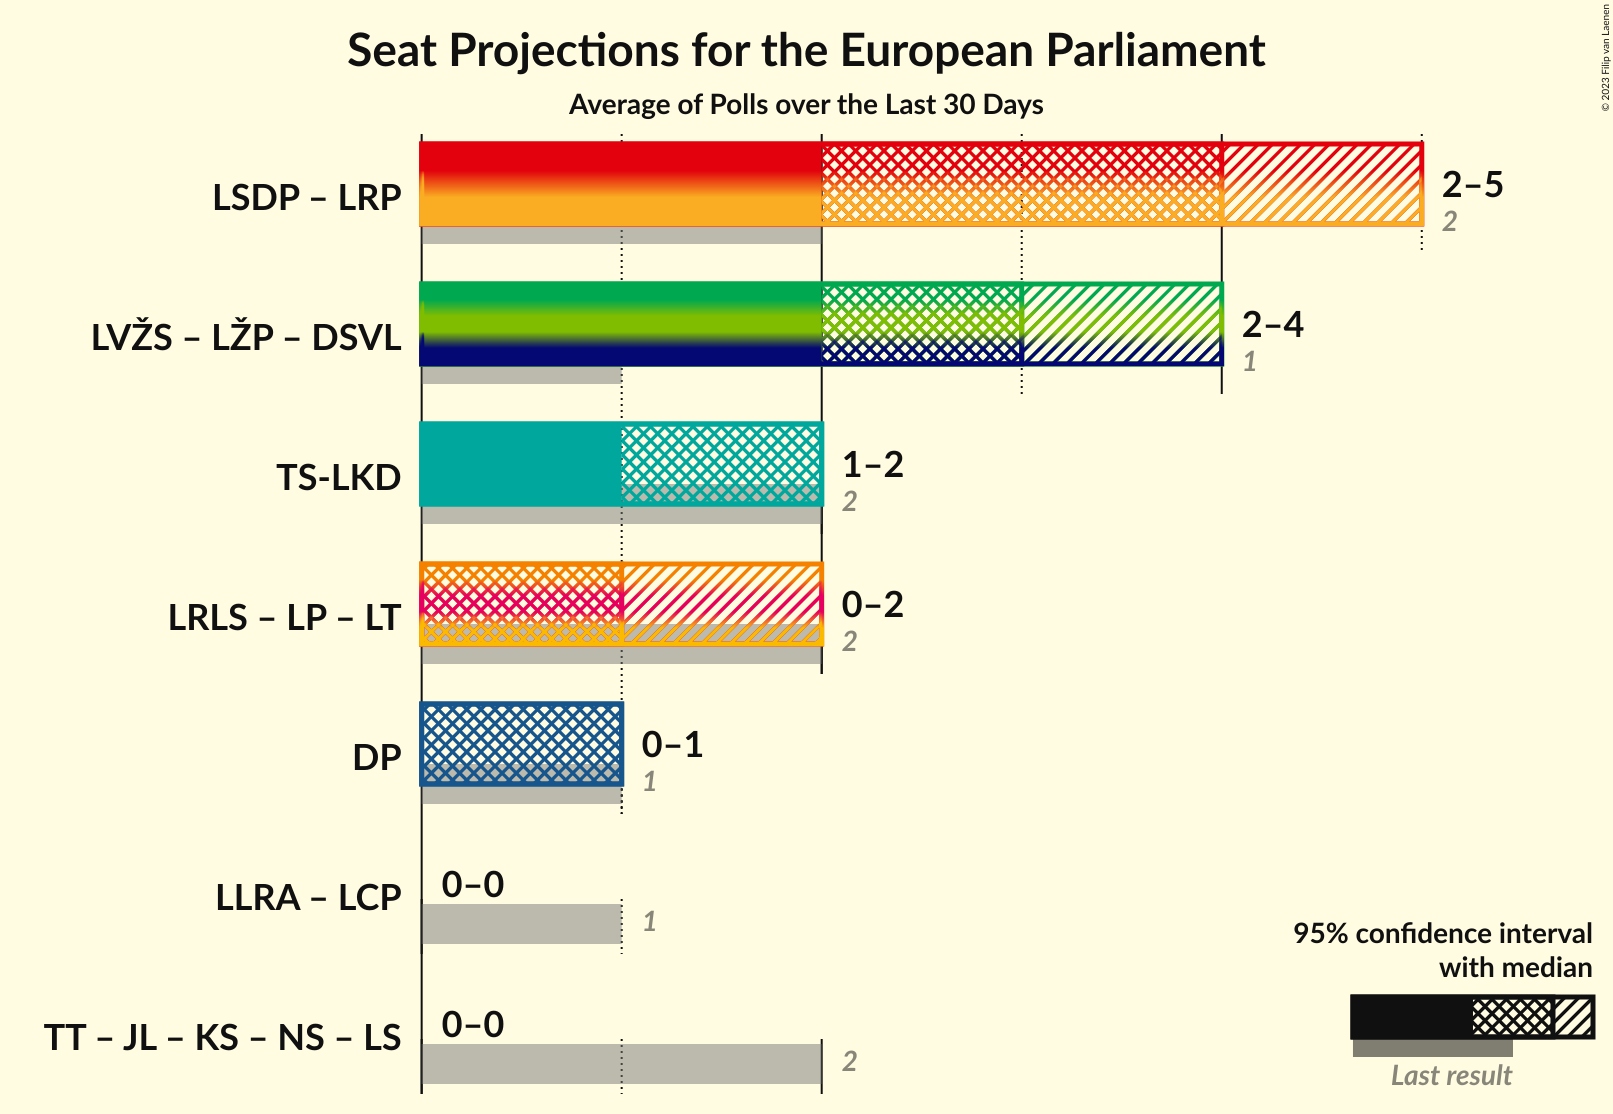 Seat Projections for the European Parliament
Average of Polls over the Last 30 Days
© 2023 Filip van Laenen
LSDP – LRP
2–5
2
LVŽS – LŽP – DSVL
2–4
1
TS-LKD
1–2
2
LRLS – LP – LT
0–2
2
DP
0–1
1
LLRA – LCP
0–0
1
TT – JL – KS – NS – LS
0–0
2
95% confidence interval
with median
Last result